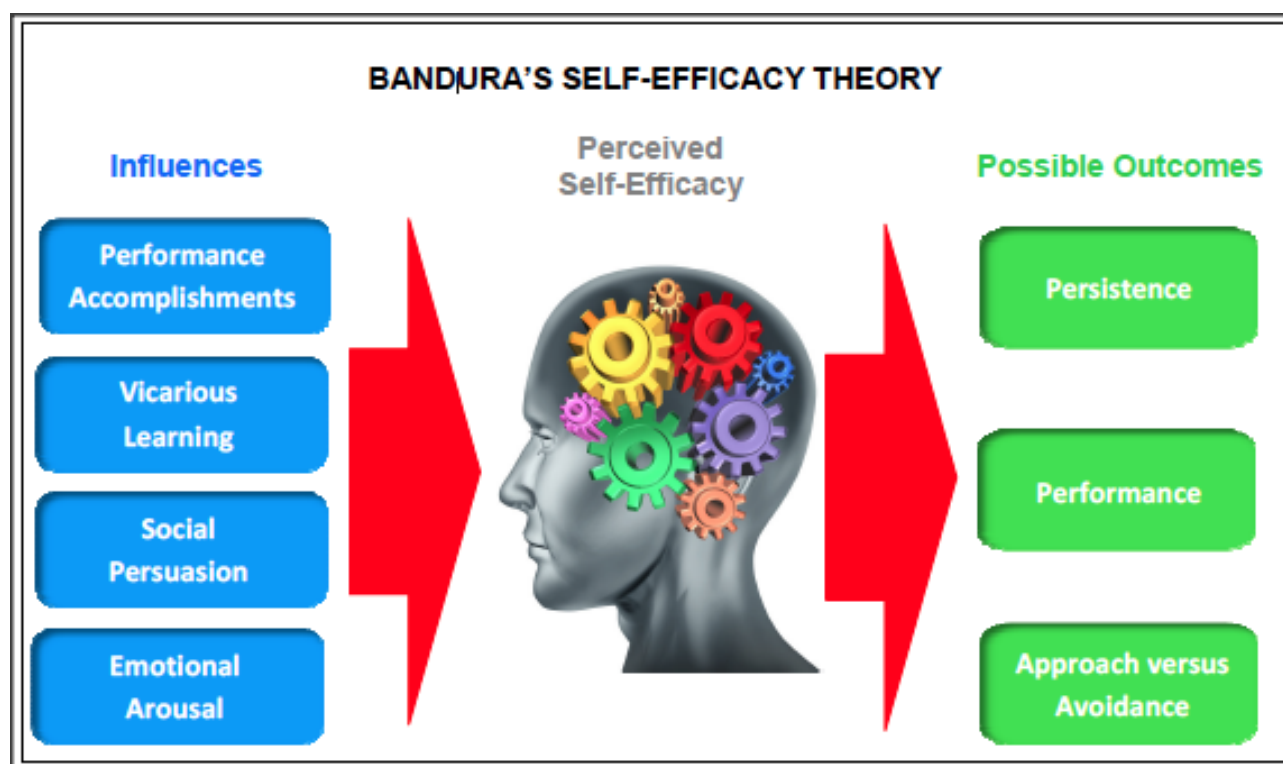 BANDURA'S SELF-EFFICACY THEORY
Influences
Perceived
Self-Efficacy
Possible Outcomes
Performance
Accomplishments
Vicarious
Learning
Social
Persuasion
Emotional
Arousal
Persistence
Performance
Approach versus
Avoidance